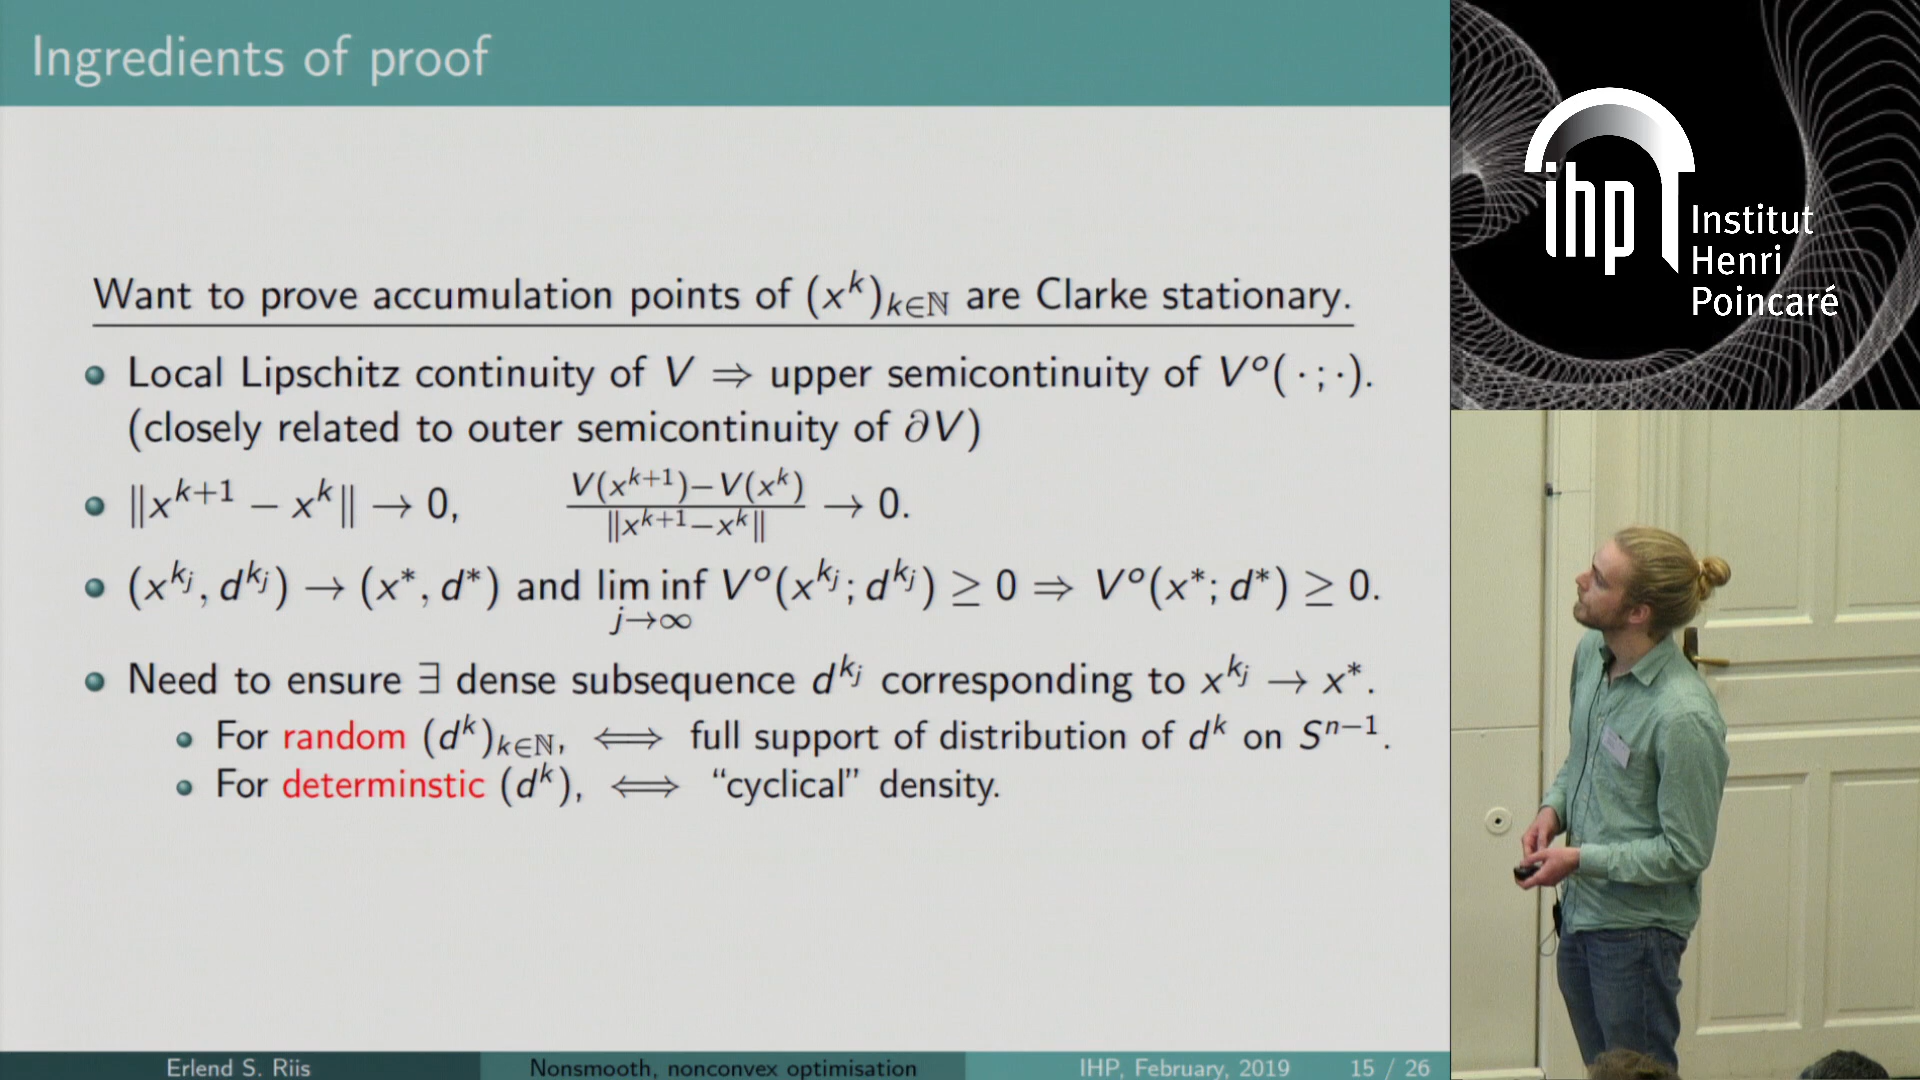 Ingredients of proof
Want to prove accumulation points of (x^k)_{k∈ℕ} are Clarke stationary.
Local Lipschitz continuity of V ⇒ upper semicontinuity of V^o( · ; · ).
(closely related to outer semicontinuity of ∂V)
‖x^{k+1} − x^k‖ → 0, \frac{V(x^{k+1})−V(x^k)}{‖x^{k+1}−x^k‖} → 0.
(x^{k_j}, d^{k_j}) → (x^*, d^*) and lim inf_{j→∞} V^o(x^{k_j}; d^{k_j}) ≥ 0 ⇒ V^o(x^*; d^*) ≥ 0.
Need to ensure ∃ dense subsequence d^{k_j} corresponding to x^{k_j} → x^*.
For random (d^k)_{k∈ℕ}, ⟺ full support of distribution of d^k on S^{n−1}.
For determinstic (d^k), ⟺ “cyclical” density.
Erlend S. Riis Nonsmooth, nonconvex optimisation IHP, February, 2019 15 / 26
ihp
Institut
Henri
Poincaré